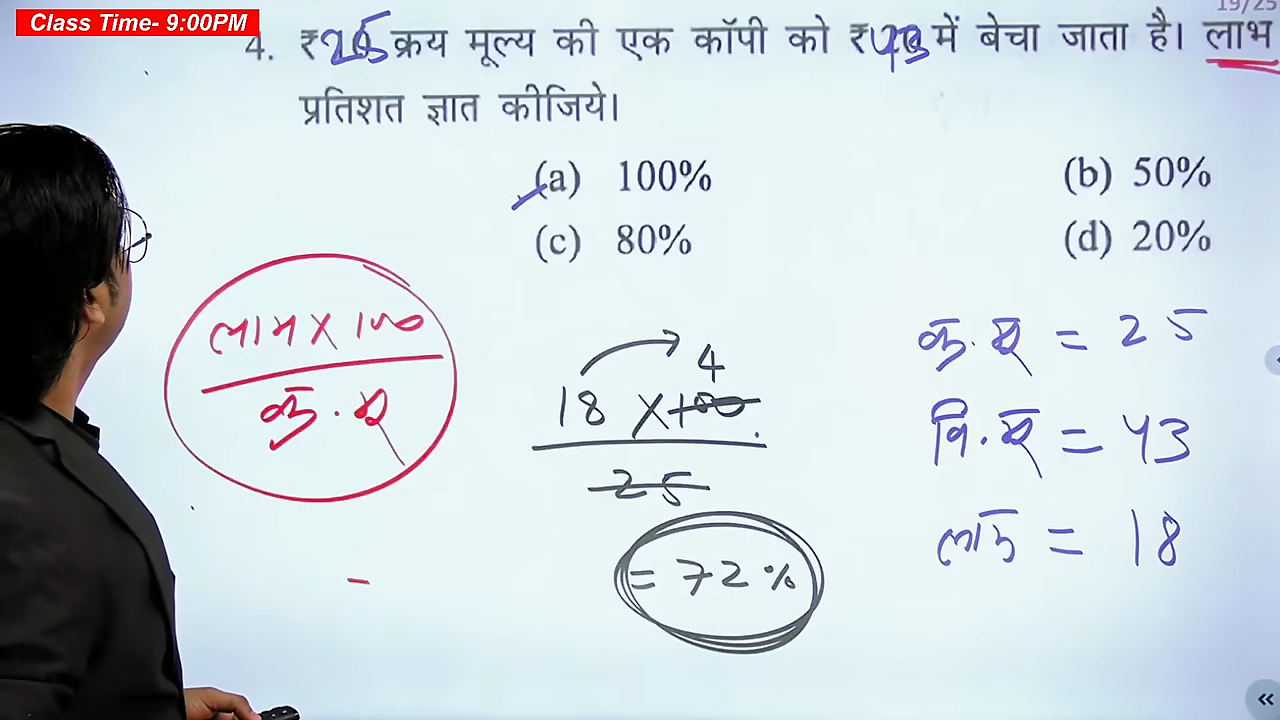 Class Time- 9:00PM
19/25
4. ₹25 क्रय मूल्य की एक कॉपी को ₹43 में बेचा जाता है। लाभ
प्रतिशत ज्ञात कीजिये।
(a) 100% (b) 50%
(c) 80% (d) 20%
लाभ × 100
क्र. मू
18 × 100
4
25
= 72%
क्र. मू = 25
वि. मू = 43
लाभ = 18
«